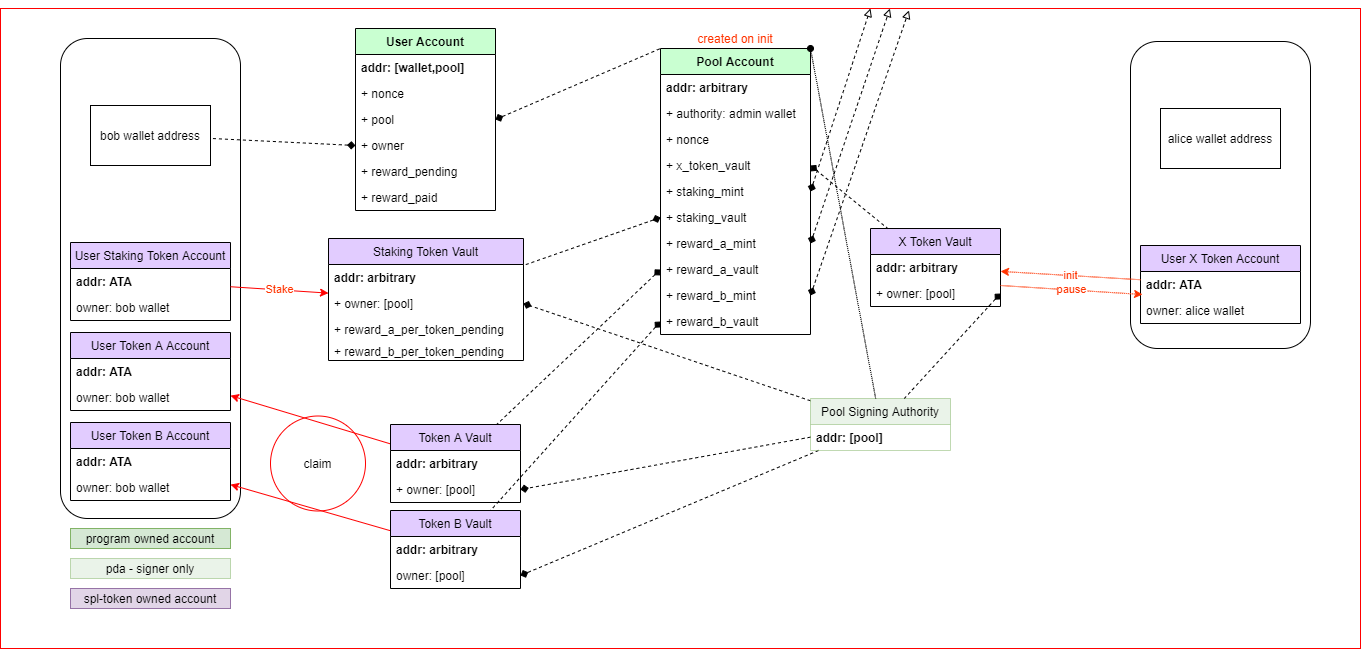 bob wallet address
User Staking Token Account
addr: ATA
owner: bob wallet
User Token A Account
addr: ATA
owner: bob wallet
User Token B Account
addr: ATA
owner: bob wallet
program owned account
pda - signer only
spl-token owned account
User Account
addr: [wallet,pool]
+ nonce
+ pool
+ owner
+ reward_pending
+ reward_paid
Stake
Staking Token Vault
addr: arbitrary
+ owner: [pool]
+ reward_a_per_token_pending
+ reward_b_per_token_pending
claim
Token A Vault
addr: arbitrary
+ owner: [pool]
Token B Vault
addr: arbitrary
owner: [pool]
created on init
Pool Account
addr: arbitrary
+ authority: admin wallet
+ nonce
+ x_token_vault
+ staking_mint
+ staking_vault
+ reward_a_mint
+ reward_a_vault
+ reward_b_mint
+ reward_b_vault
X Token Vault
addr: arbitrary
+ owner: [pool]
Pool Signing Authority
addr: [pool]
init
pause
alice wallet address
User X Token Account
addr: ATA
owner: alice wallet